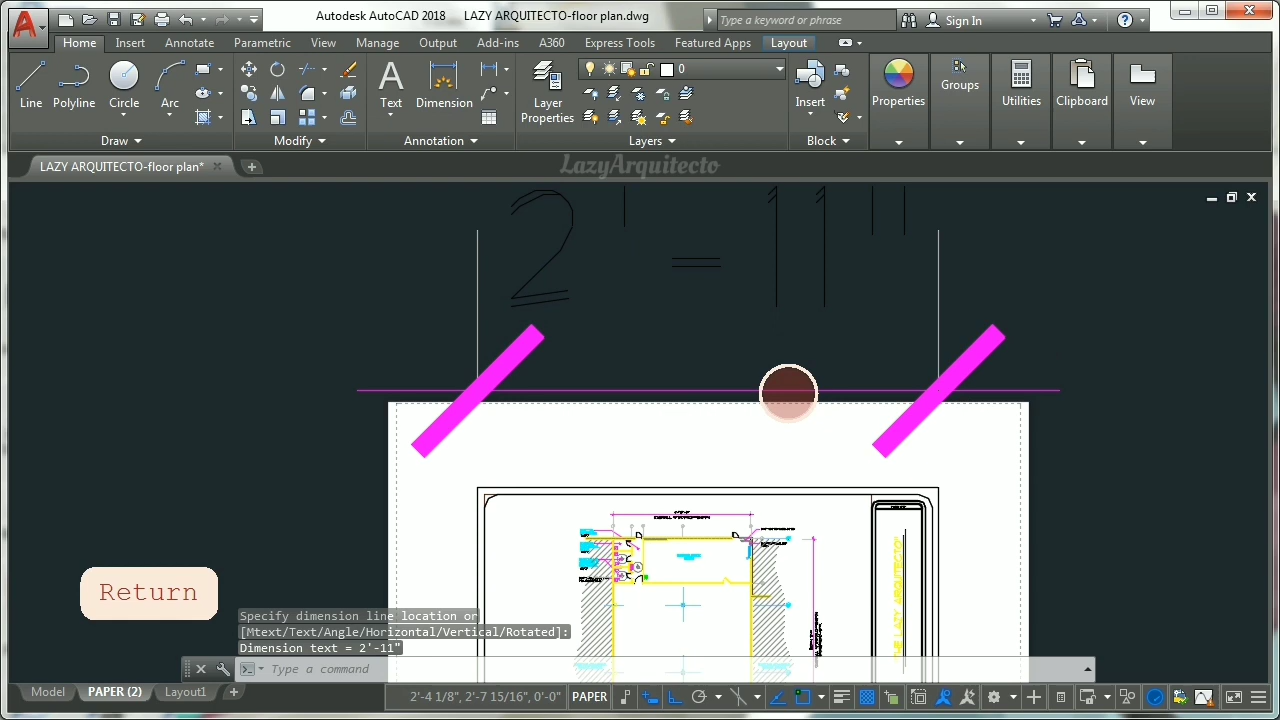 Autodesk AutoCAD 2018 LAZY ARQUITECTO-floor plan.dwg
Type a keyword or phrase
Sign In
Home Insert Annotate Parametric View Manage Output Add-ins A360 Express Tools Featured Apps Layout
0
Line Polyline Circle Arc Text Dimension Layer Properties Insert Properties Groups Utilities Clipboard View
Draw Modify Annotation Layers Block
LAZY ARQUITECTO-floor plan*
LazyArquitecto
2'-11"
THE LAZY ARQUITECTO
Return
Specify dimension line location or
[Mtext/Text/Angle/Horizontal/Vertical/Rotated]:
Dimension text = 2'-11"
Type a command
Model PAPER (2) Layout1
2'-4 1/8", 2'-7 15/16", 0'-0" PAPER